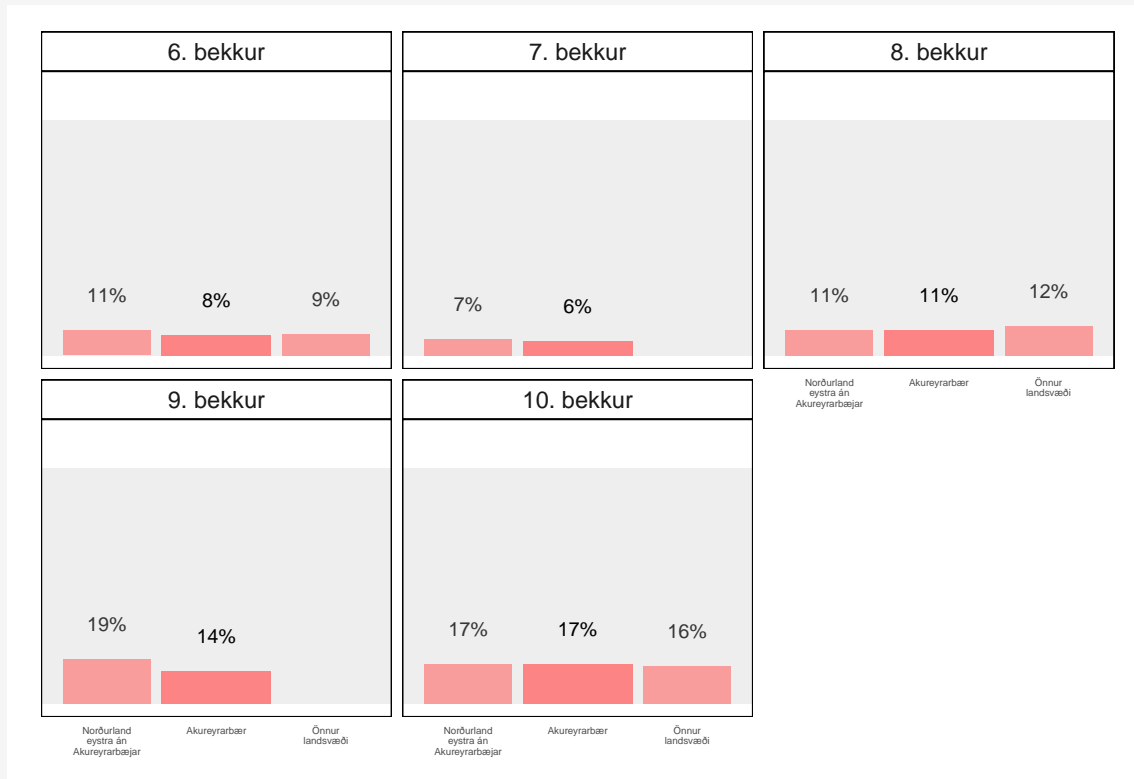 6. bekkur
7. bekkur
8. bekkur
11%
8%
9%
7%
6%
11%
11%
12%
Norðurland
eystra án
Akureyrarbæjar
Akureyrarbær
Önnur
landsvæði
9. bekkur
10. bekkur
19%
14%
17%
17%
16%
Norðurland
eystra án
Akureyrarbæjar
Akureyrarbær
Önnur
landsvæði
Norðurland
eystra án
Akureyrarbæjar
Akureyrarbær
Önnur
landsvæði